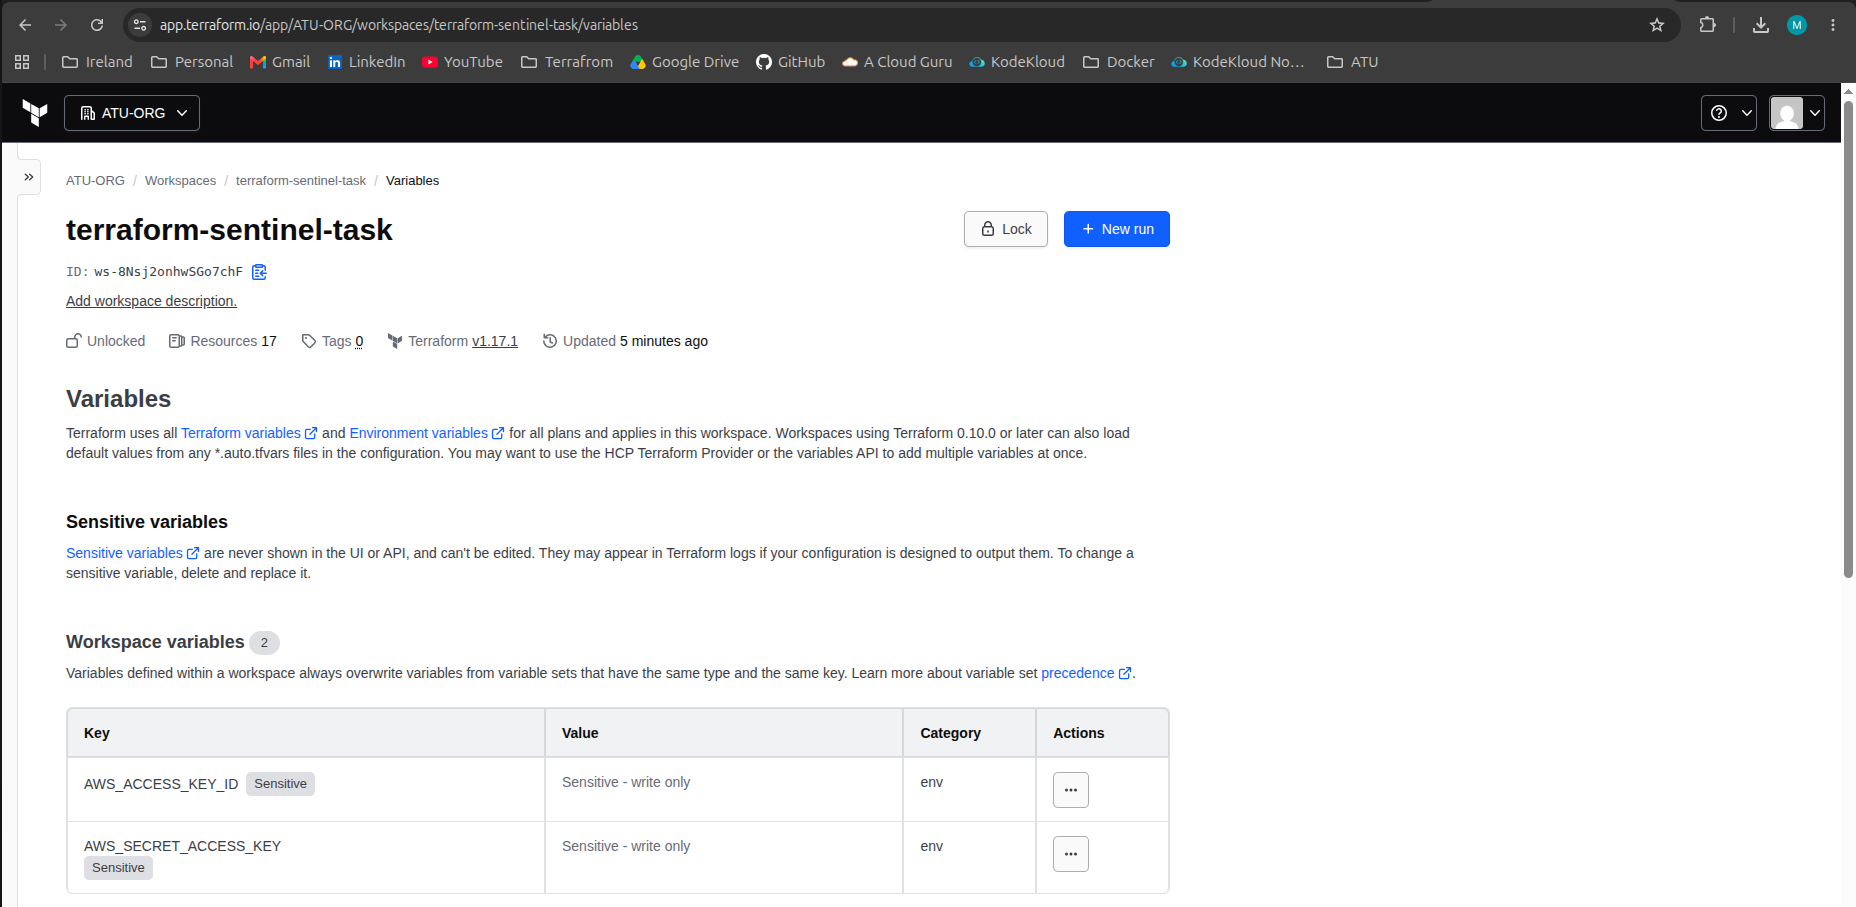 app.terraform.io/app/ATU-ORG/workspaces/terraform-sentinel-task/variables
M
Ireland Personal Gmail LinkedIn YouTube Terrafrom Google Drive GitHub A Cloud Guru KodeKloud Docker KodeKloud No... ATU
ATU-ORG
ATU-ORG / Workspaces / terraform-sentinel-task / Variables
terraform-sentinel-task
Lock
+ New run
ID: ws-8Nsj2onhwSGo7chF
Add workspace description.
Unlocked Resources 17 Tags 0 Terraform v1.17.1 Updated 5 minutes ago
Variables
Terraform uses all Terraform variables and Environment variables for all plans and applies in this workspace. Workspaces using Terraform 0.10.0 or later can also load
default values from any *.auto.tfvars files in the configuration. You may want to use the HCP Terraform Provider or the variables API to add multiple variables at once.
Sensitive variables
Sensitive variables are never shown in the UI or API, and can't be edited. They may appear in Terraform logs if your configuration is designed to output them. To change a
sensitive variable, delete and replace it.
Workspace variables 2
Variables defined within a workspace always overwrite variables from variable sets that have the same type and the same key. Learn more about variable set precedence .
Key Value Category Actions
AWS_ACCESS_KEY_ID Sensitive Sensitive - write only env
AWS_SECRET_ACCESS_KEY Sensitive - write only env
Sensitive